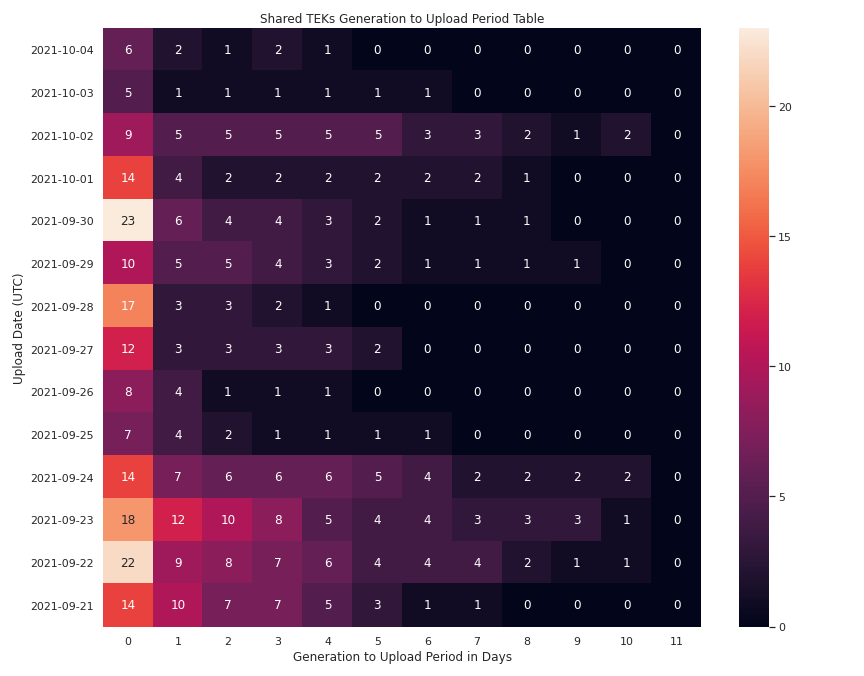 Shared TEKs Generation to Upload Period Table
Upload Date (UTC)
2021-10-04 6 2 1 2 1 0 0 0 0 0 0 0
2021-10-03 5 1 1 1 1 1 1 0 0 0 0 0
2021-10-02 9 5 5 5 5 5 3 3 2 1 2 0
2021-10-01 14 4 2 2 2 2 2 2 1 0 0 0
2021-09-30 23 6 4 4 3 2 1 1 1 0 0 0
2021-09-29 10 5 5 4 3 2 1 1 1 1 0 0
2021-09-28 17 3 3 2 1 0 0 0 0 0 0 0
2021-09-27 12 3 3 3 3 2 0 0 0 0 0 0
2021-09-26 8 4 1 1 1 0 0 0 0 0 0 0
2021-09-25 7 4 2 1 1 1 1 0 0 0 0 0
2021-09-24 14 7 6 6 6 5 4 2 2 2 2 0
2021-09-23 18 12 10 8 5 4 4 3 3 3 1 0
2021-09-22 22 9 8 7 6 4 4 4 2 1 1 0
2021-09-21 14 10 7 7 5 3 1 1 0 0 0 0
0 1 2 3 4 5 6 7 8 9 10 11
Generation to Upload Period in Days
20
15
10
5
0